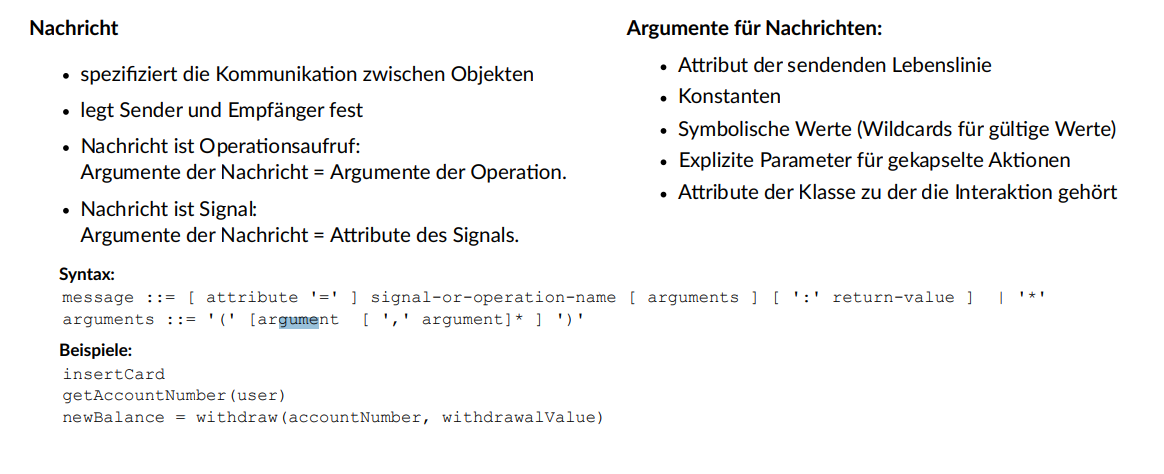 Nachricht
• spezifiziert die Kommunikation zwischen Objekten
• legt Sender und Empfänger fest
• Nachricht ist Operationsaufruf:
Argumente der Nachricht = Argumente der Operation.
• Nachricht ist Signal:
Argumente der Nachricht = Attribute des Signals.
Argumente für Nachrichten:
• Attribut der sendenden Lebenslinie
• Konstanten
• Symbolische Werte (Wildcards für gültige Werte)
• Explizite Parameter für gekapselte Aktionen
• Attribute der Klasse zu der die Interaktion gehört
Syntax:
message ::= [ attribute '=' ] signal-or-operation-name [ arguments ] [ ':' return-value ]  | '*'
arguments ::= '(' [argument  [ ',' argument]* ] ')'
Beispiele:
insertCard
getAccountNumber(user)
newBalance = withdraw(accountNumber, withdrawalValue)